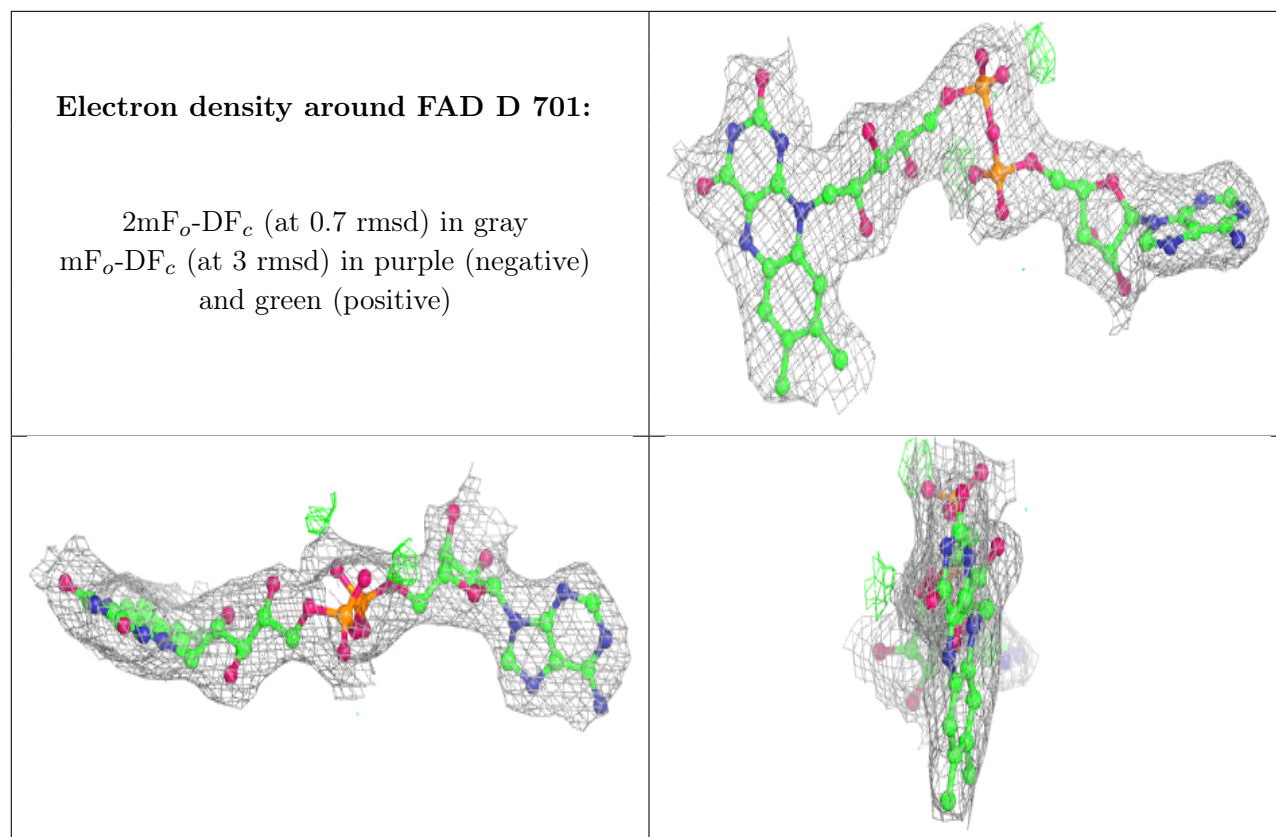 Electron density around FAD D 701:
2mFo-DFc (at 0.7 rmsd) in gray
mFo-DFc (at 3 rmsd) in purple (negative)
and green (positive)